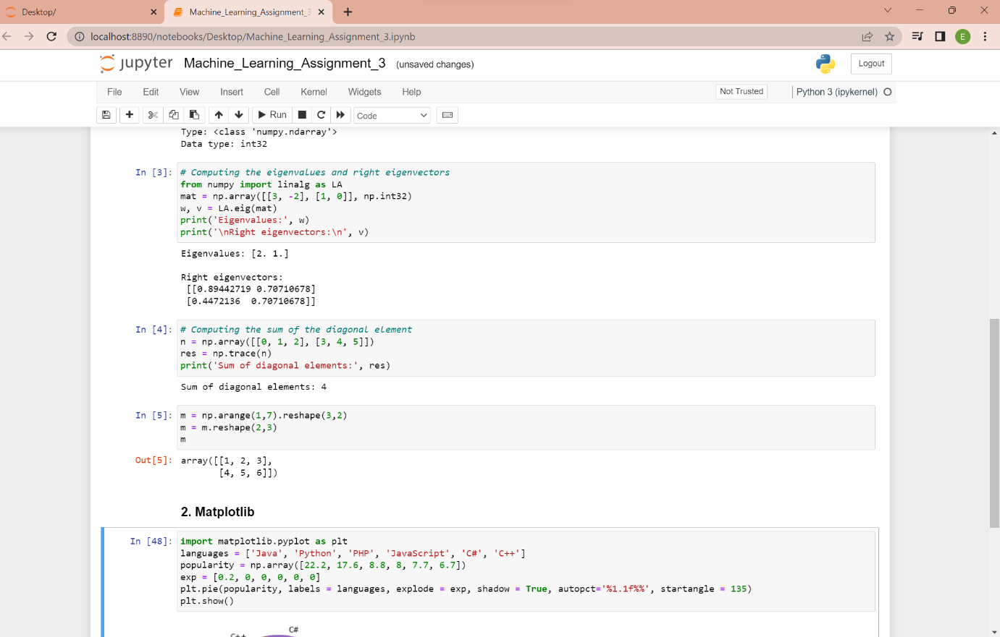 Desktop/
Machine_Learning_Assignment_3
localhost:8890/notebooks/Desktop/Machine_Learning_Assignment_3.ipynb
E
jupyter Machine_Learning_Assignment_3 (unsaved changes)
Logout
File Edit View Insert Cell Kernel Widgets Help
Not Trusted
Python 3 (ipykernel)
Run
Code
Type: <class 'numpy.ndarray'>
Data type: int32
In [3]: # Computing the eigenvalues and right eigenvectors
from numpy import linalg as LA
mat = np.array([[3, -2], [1, 0]], np.int32)
w, v = LA.eig(mat)
print('Eigenvalues:', w)
print('\nRight eigenvectors:\n', v)
Eigenvalues: [2. 1.]
Right eigenvectors:
[[0.89442719 0.70710678]
[0.4472136  0.70710678]]
In [4]: # Computing the sum of the diagonal element
n = np.array([[0, 1, 2], [3, 4, 5]])
res = np.trace(n)
print('Sum of diagonal elements:', res)
Sum of diagonal elements: 4
In [5]: m = np.arange(1,7).reshape(3,2)
m = m.reshape(2,3)
m
Out[5]: array([[1, 2, 3],
[4, 5, 6]])
2. Matplotlib
In [48]: import matplotlib.pyplot as plt
languages = ['Java', 'Python', 'PHP', 'JavaScript', 'C#', 'C++']
popularity = np.array([22.2, 17.6, 8.8, 8, 7.7, 6.7])
exp = [0.2, 0, 0, 0, 0, 0]
plt.pie(popularity, labels = languages, explode = exp, shadow = True, autopct='%1.1f%%', startangle = 135)
plt.show()
C#